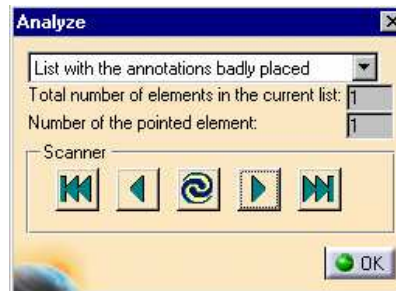 Analyze
List with the annotations badly placed
Total number of elements in the current list: 1
Number of the pointed element: 1
Scanner
OK